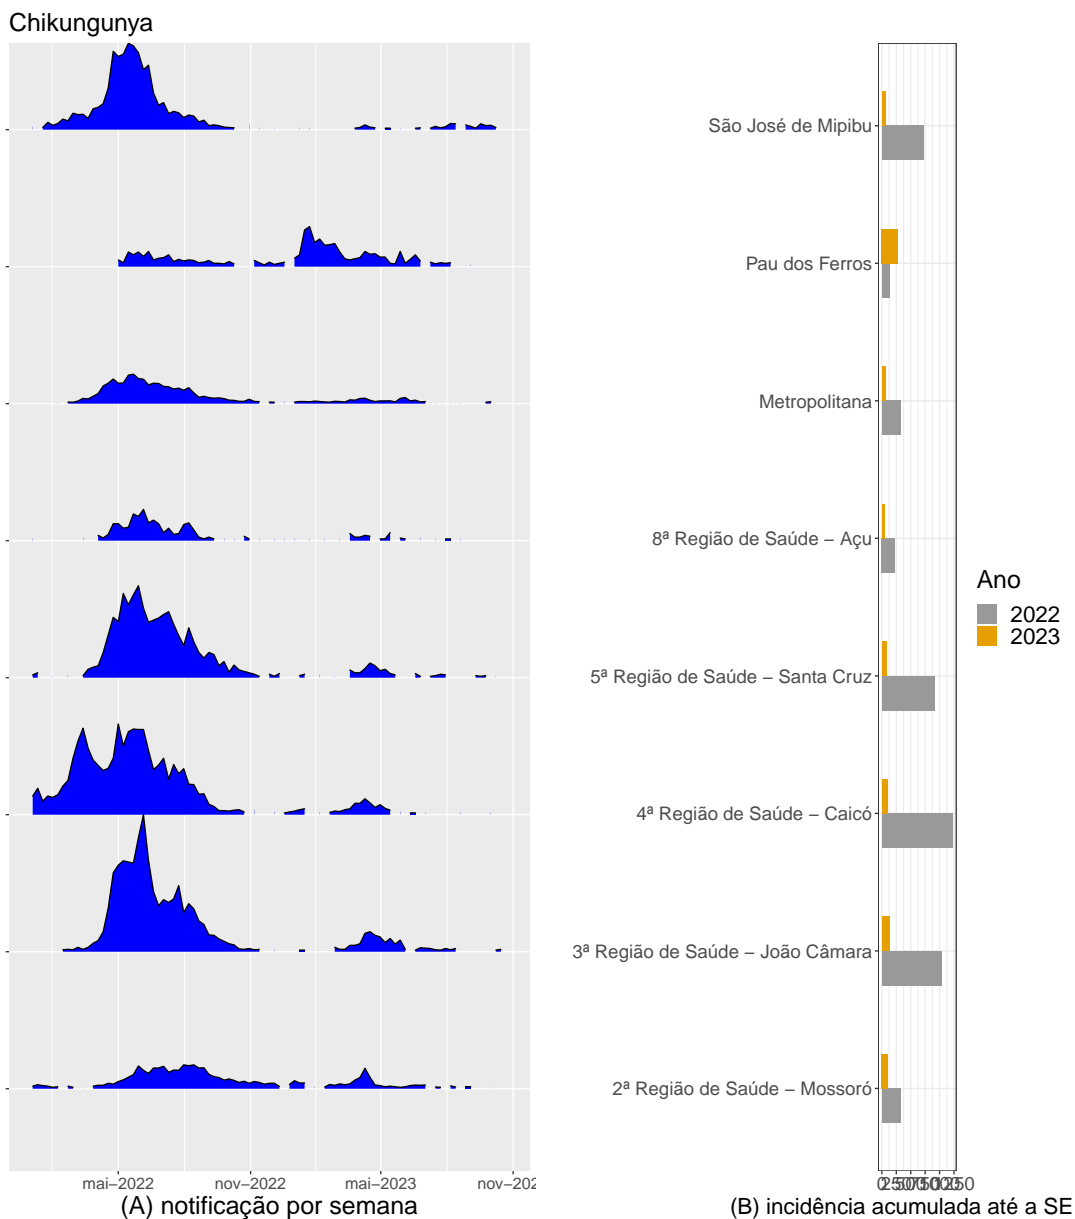 Chikungunya
São José de Mipibu
Pau dos Ferros
Metropolitana
8ª Região de Saúde – Açu
Ano
2022
2023
5ª Região de Saúde – Santa Cruz
4ª Região de Saúde – Caicó
3ª Região de Saúde – João Câmara
2ª Região de Saúde – Mossoró
mai–2022 nov–2022 mai–2023
(A) notificação por semana
(B) incidência acumulada até a SE